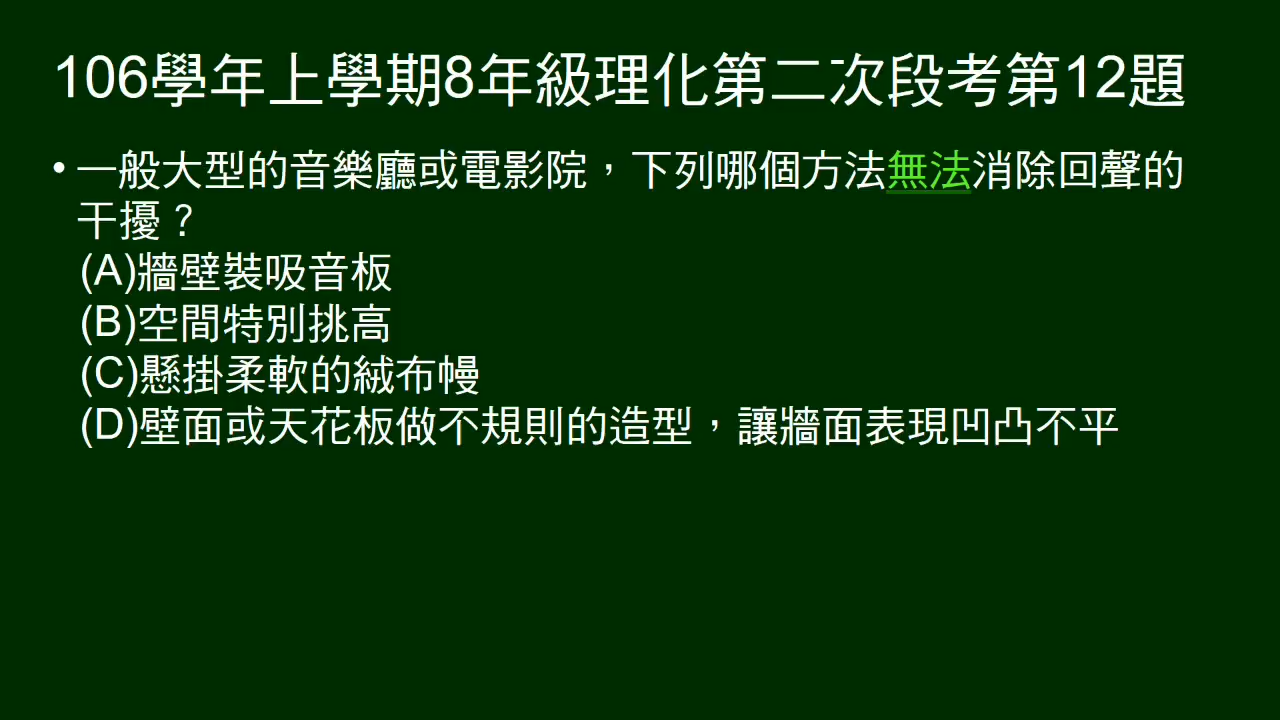 106學年上學期8年級理化第二次段考第12題
• 一般大型的音樂廳或電影院，下列哪個方法無法消除回聲的
干擾？
(A)牆壁裝吸音板
(B)空間特別挑高
(C)懸掛柔軟的絨布幔
(D)壁面或天花板做不規則的造型，讓牆面表現凹凸不平